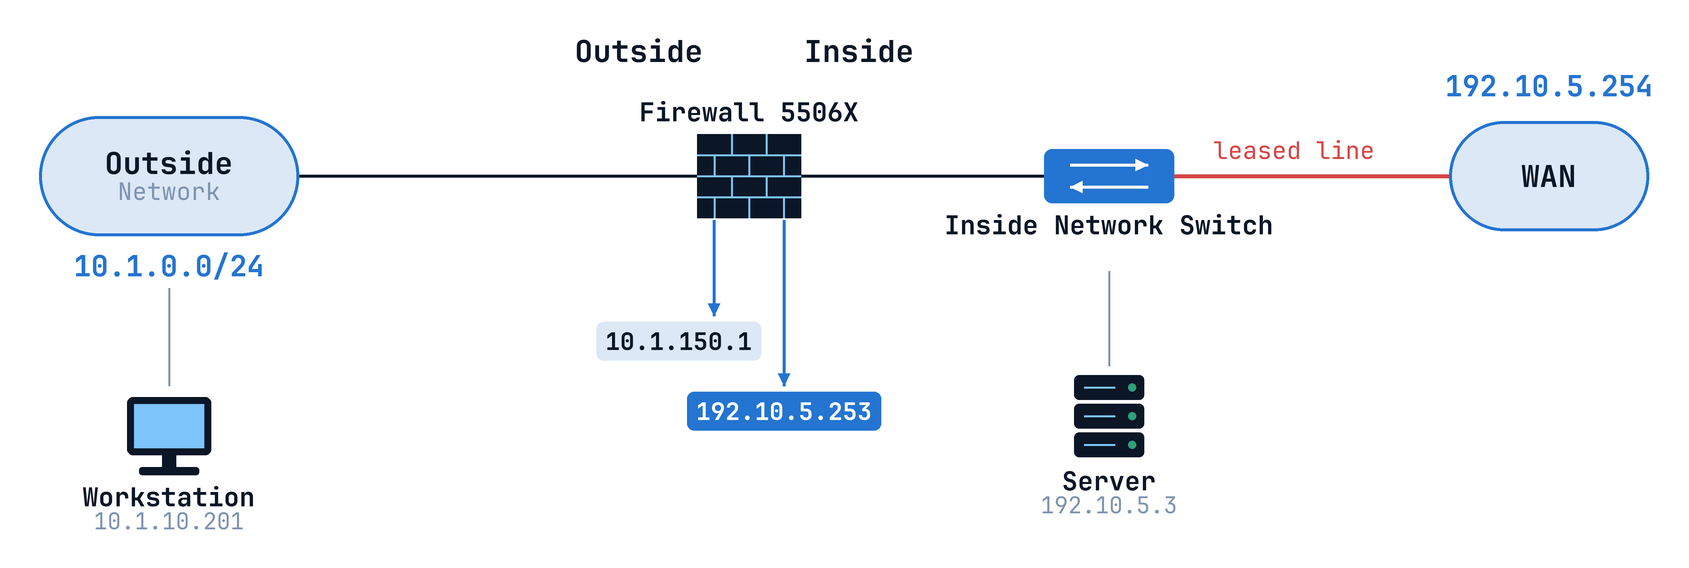 Outside
Inside
Firewall 5506X
192.10.5.254
Outside
Network
leased line
WAN
Inside Network Switch
10.1.0.0/24
10.1.150.1
192.10.5.253
Workstation
10.1.10.201
Server
192.10.5.3